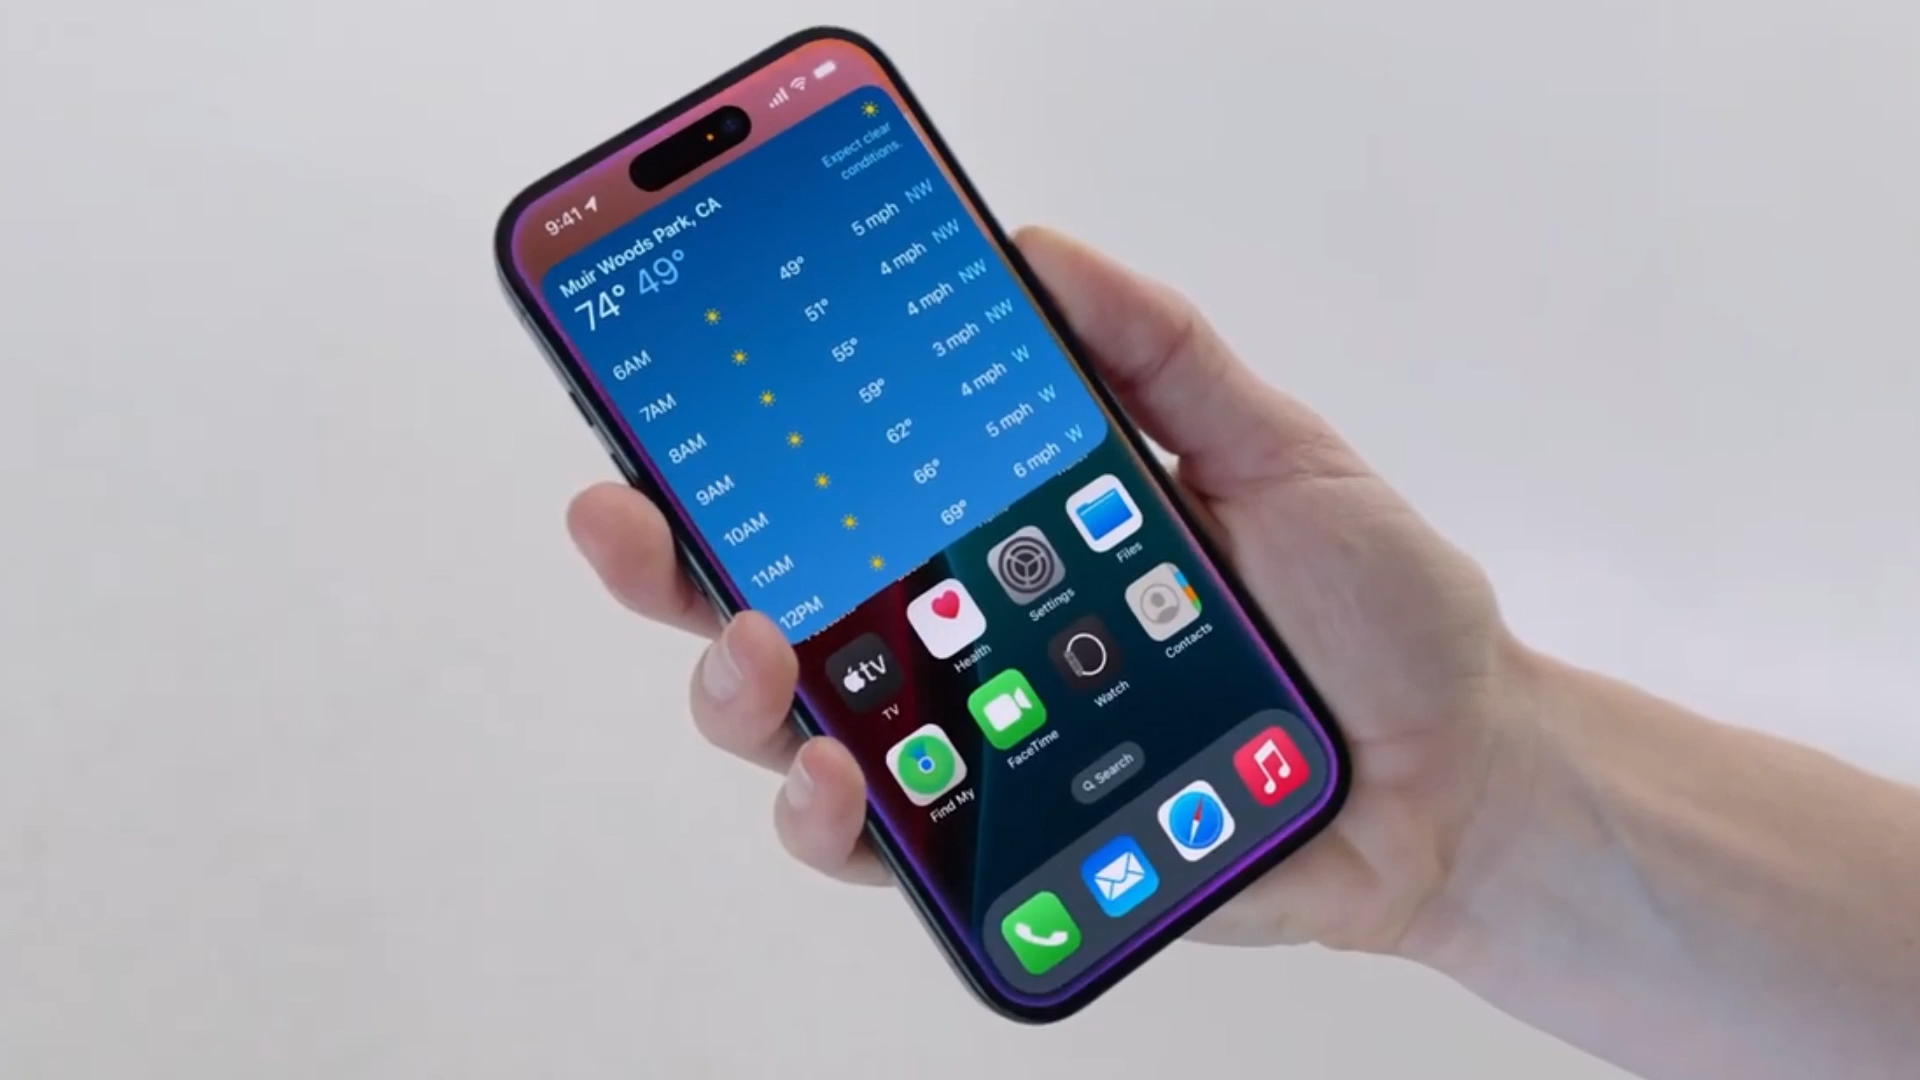 9:41
Muir Woods Park, CA
74° 49°
Expect clear
conditions.
6AM 49° 5 mph NW
7AM 51° 4 mph NW
8AM 55° 4 mph NW
9AM 59° 3 mph NW
10AM 62° 4 mph W
11AM 66° 5 mph W
12PM 69° 6 mph W
tv
TV
Health
Settings
Files
Find My
FaceTime
Watch
Contacts
Search